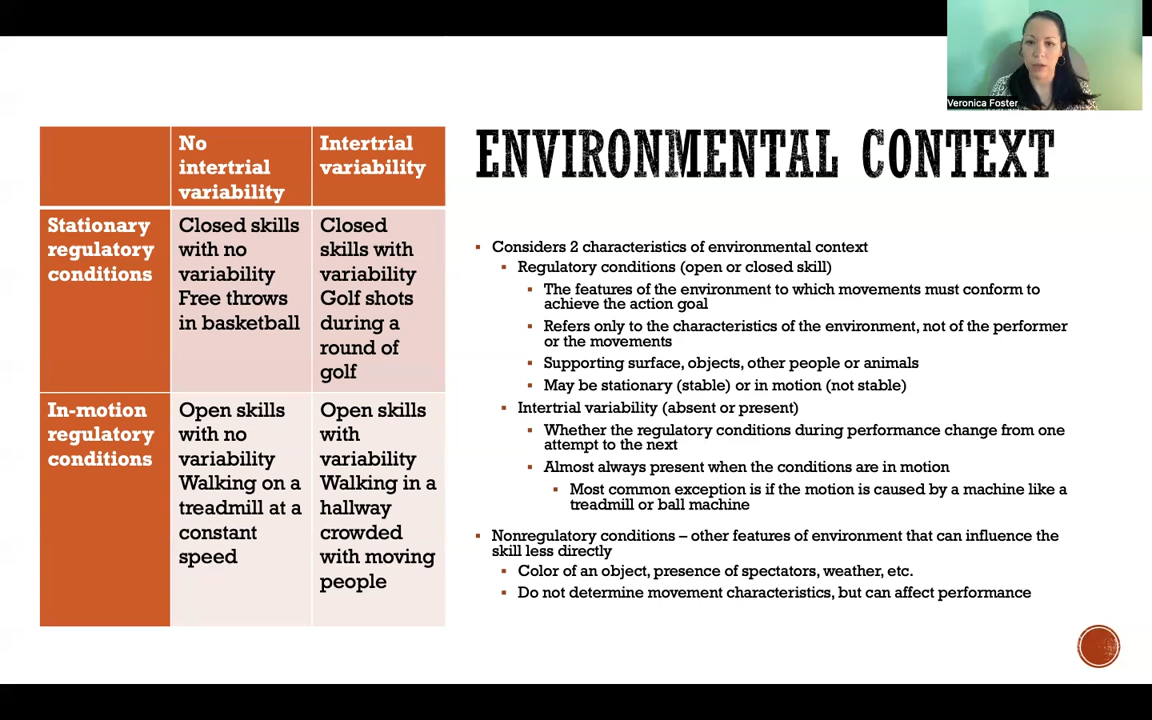 Veronica Foster
No
intertrial
variability
Intertrial
variability
Stationary
regulatory
conditions
Closed skills
with no
variability
Free throws
in basketball
Closed
skills with
variability
Golf shots
during a
round of
golf
In-motion
regulatory
conditions
Open skills
with no
variability
Walking on a
treadmill at a
constant
speed
Open skills
with
variability
Walking in a
hallway
crowded
with moving
people
ENVIRONMENTAL CONTEXT
▪ Considers 2 characteristics of environmental context
▪ Regulatory conditions (open or closed skill)
▪ The features of the environment to which movements must conform to
achieve the action goal
▪ Refers only to the characteristics of the environment, not of the performer
or the movements
▪ Supporting surface, objects, other people or animals
▪ May be stationary (stable) or in motion (not stable)
▪ Intertrial variability (absent or present)
▪ Whether the regulatory conditions during performance change from one
attempt to the next
▪ Almost always present when the conditions are in motion
▪ Most common exception is if the motion is caused by a machine like a
treadmill or ball machine
▪ Nonregulatory conditions – other features of environment that can influence the
skill less directly
▪ Color of an object, presence of spectators, weather, etc.
▪ Do not determine movement characteristics, but can affect performance